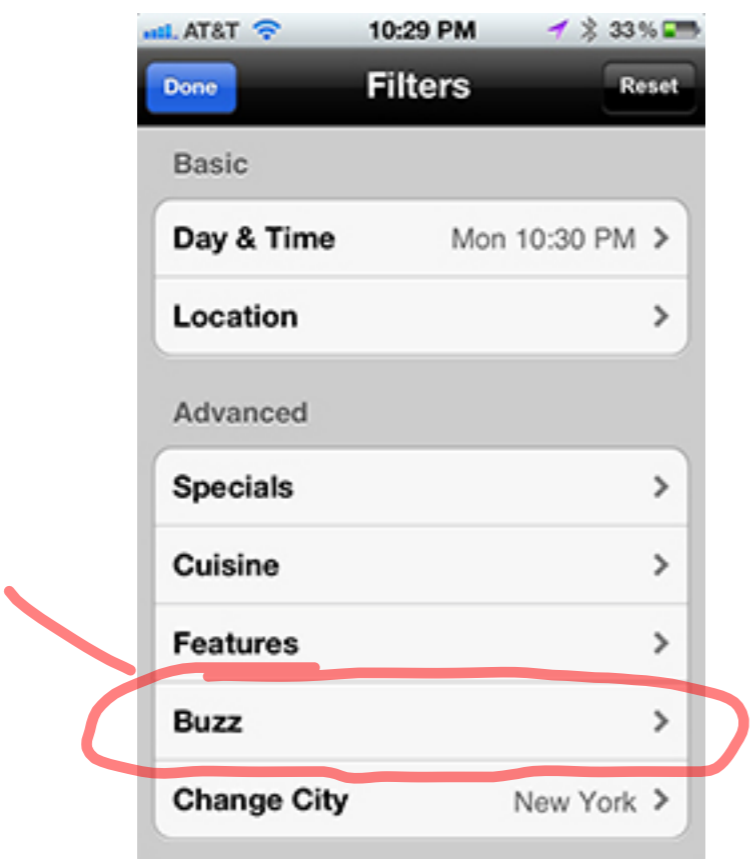 AT&T 10:29 PM 33%
Done Filters Reset
Basic
Day & Time Mon 10:30 PM
Location
Advanced
Specials
Cuisine
Features
Buzz
Change City New York